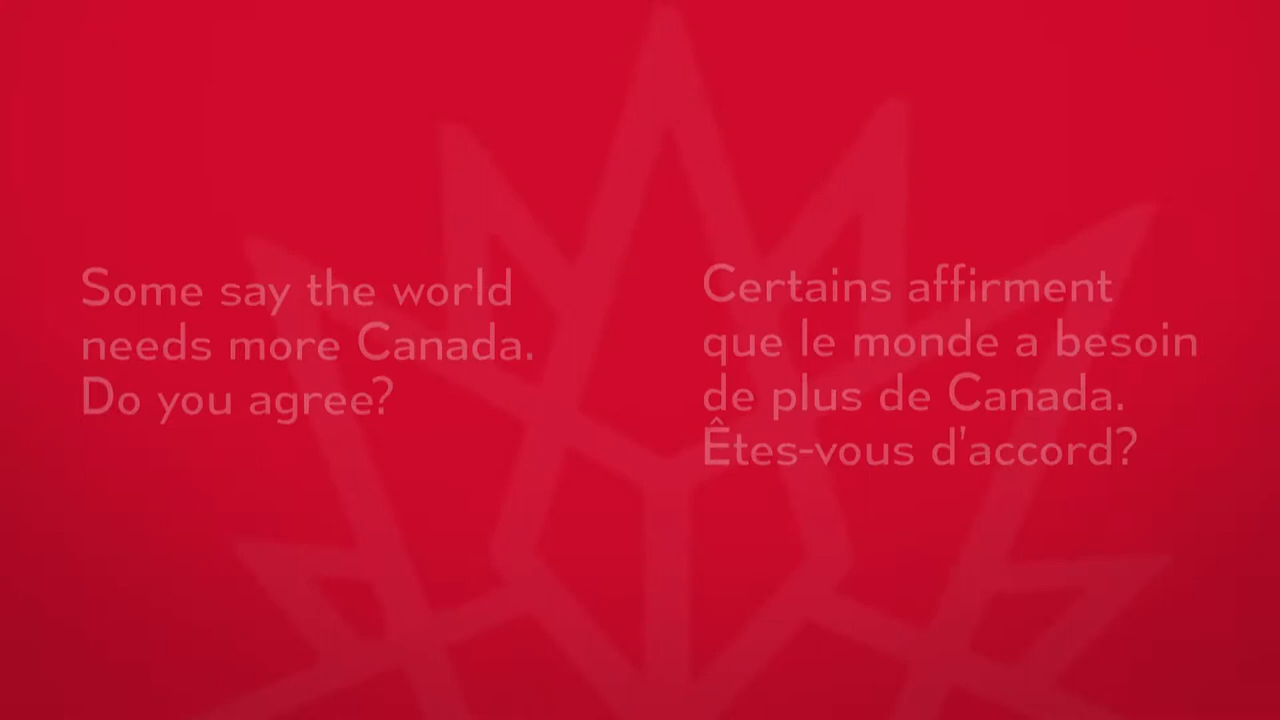 Some say the world
needs more Canada.
Do you agree?
Certains affirment
que le monde a besoin
de plus de Canada.
Êtes-vous d'accord?